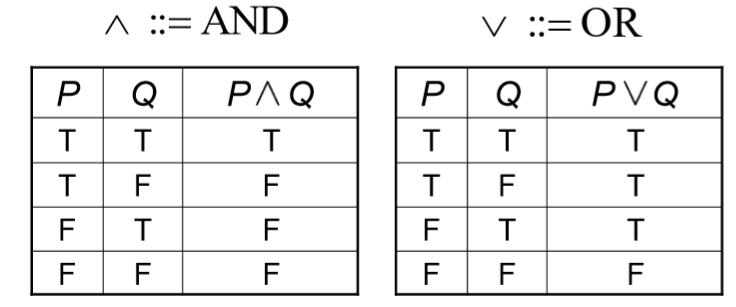 ∧ ::= AND
P Q P∧Q
T T T
T F F
F T F
F F F
∨ ::= OR
P Q P∨Q
T T T
T F T
F T T
F F F